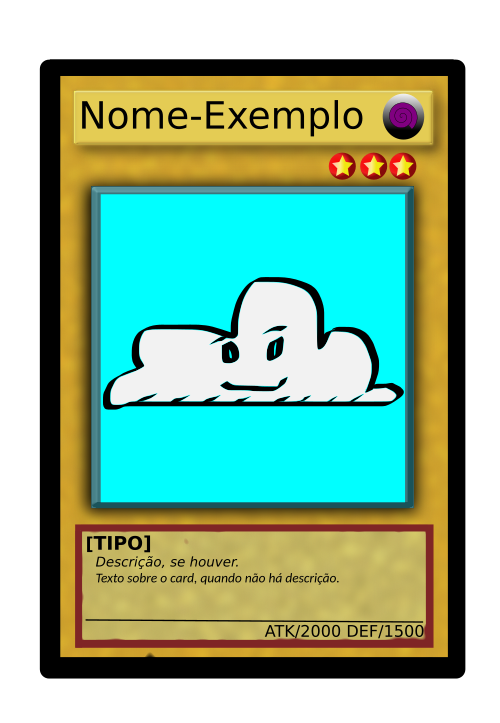 Nome-Exemplo
[TIPO]
Descrição, se houver.
Texto sobre o card, quando não há descrição.
ATK/2000 DEF/1500